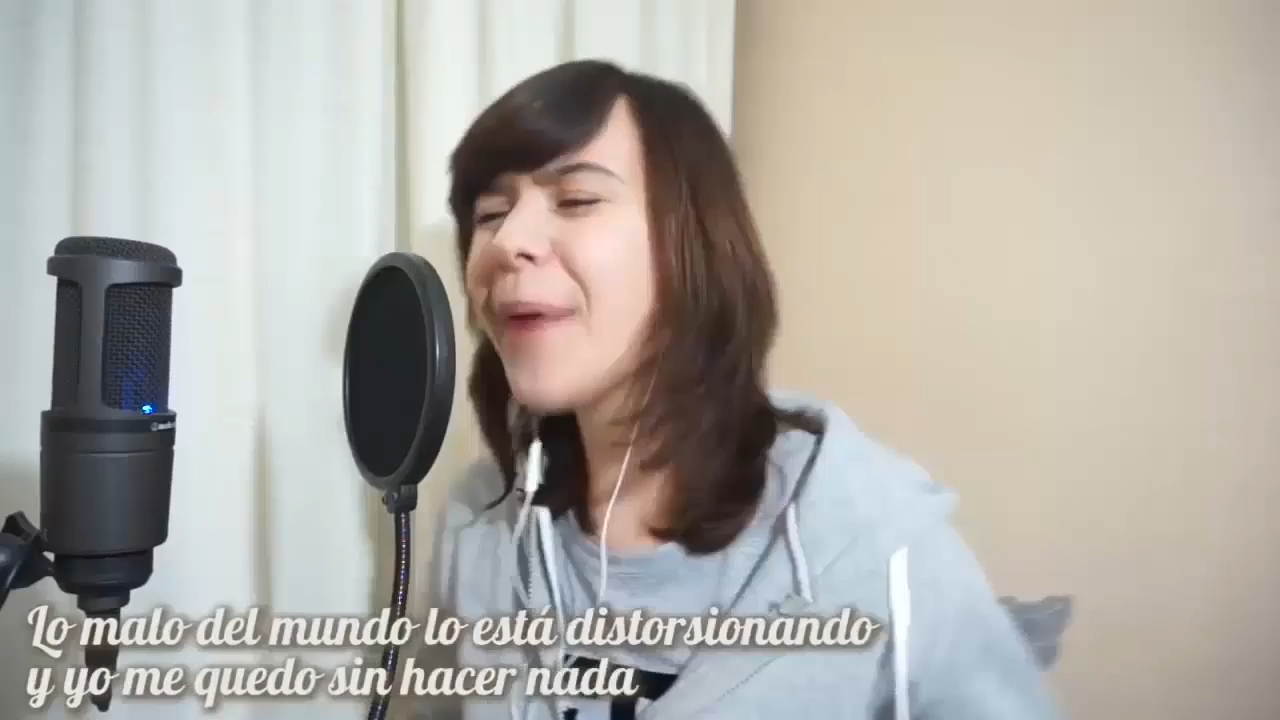 Lo malo del mundo lo está distorsionando
y yo me quedo sin hacer nada